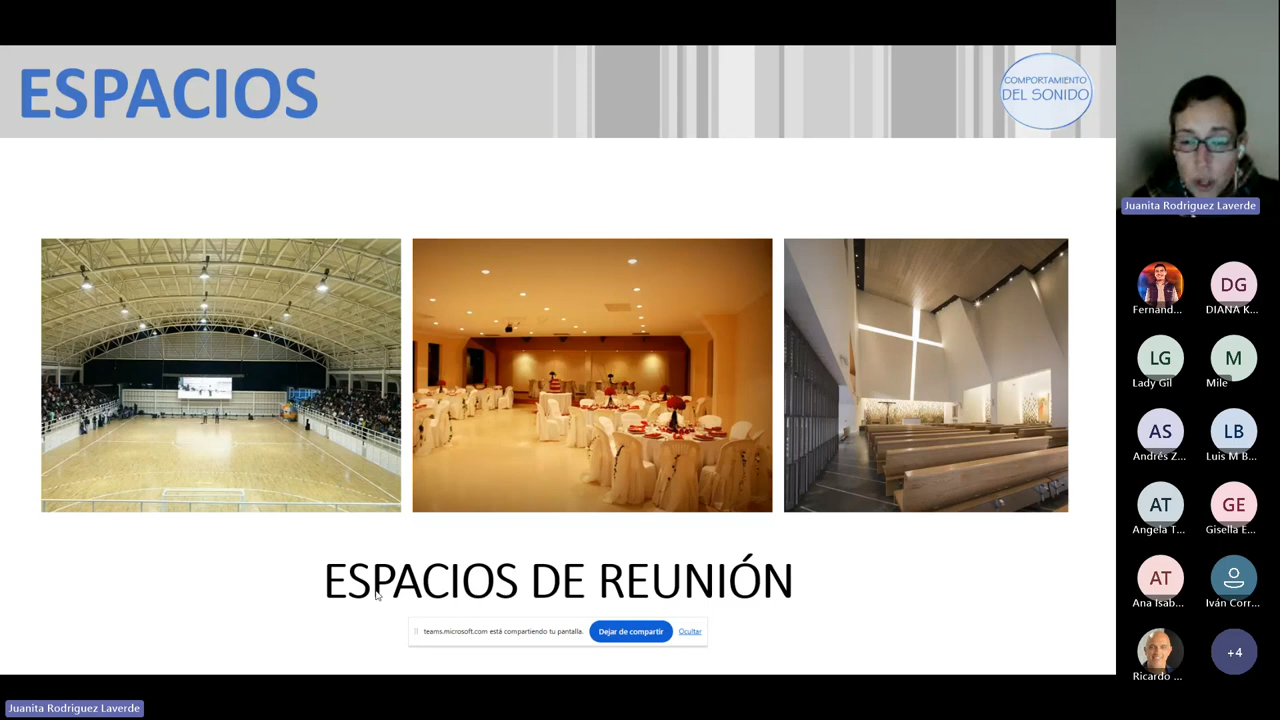 ESPACIOS
COMPORTAMIENTO
DEL SONIDO
ESPACIOS DE REUNIÓN
teams.microsoft.com está compartiendo tu pantalla.
Dejar de compartir
Ocultar
Juanita Rodriguez Laverde
Fernand...
DG
DIANA K...
LG
Lady Gil
M
Mile
AS
Andrés Z...
LB
Luis M B...
AT
Angela T...
GE
Gisella E...
AT
Ana Isab...
Iván Corr...
Ricardo ...
+4
Juanita Rodriguez Laverde